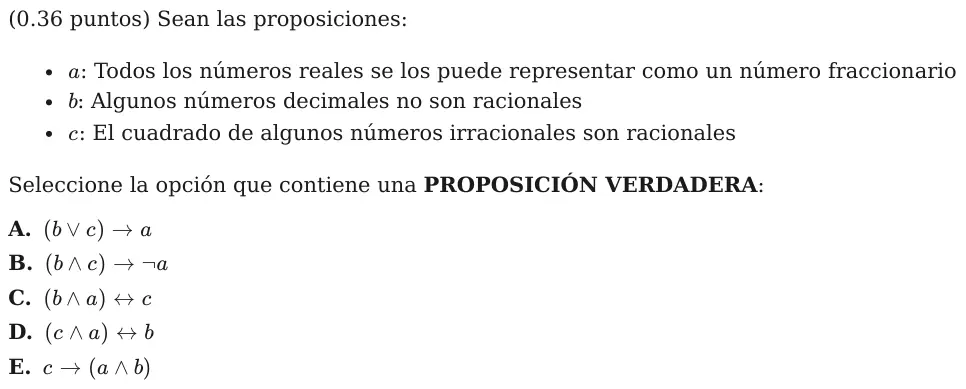 (0.36 puntos) Sean las proposiciones:
• a: Todos los números reales se los puede representar como un número fraccionario
• b: Algunos números decimales no son racionales
• c: El cuadrado de algunos números irracionales son racionales
Seleccione la opción que contiene una PROPOSICIÓN VERDADERA:
A. (b ∨ c) → a
B. (b ∧ c) → ¬a
C. (b ∧ a) ↔ c
D. (c ∧ a) ↔ b
E. c → (a ∧ b)